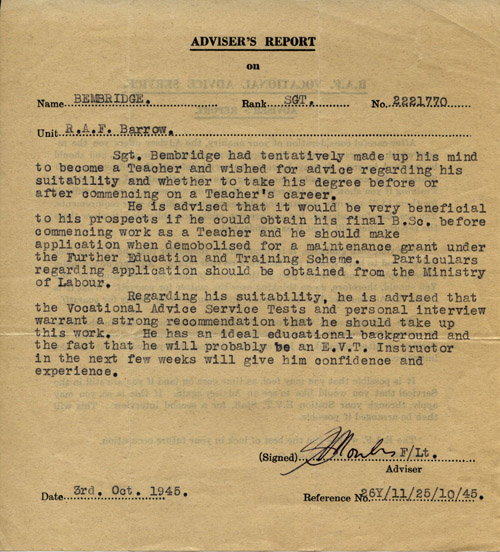 ADVISER'S REPORT
on
Name BEMBRIDGE. Rank SGT. No. 2221770
Unit R.A.F. Barrow.
Sgt. Bembridge had tentatively made up his mind
to become a Teacher and wished for advice regarding his
suitability and whether to take his degree before or
after commencing on a Teacher's career.
He is advised that it would be very beneficial
to his prospects if he could obtain his final B.Sc. before
commencing work as a Teacher and he should make
application when demobolised for a maintenance grant under
the Further Education and Training Scheme. Particulars
regarding application should be obtained from the Ministry
of Labour.
Regarding his suitability, he is advised that
the Vocational Advice Service Tests and personal interview
warrant a strong recommendation that he should take up
this work. He has an ideal educational background and
the fact that he will probably be an E.V.T. Instructor
in the next few weeks will give him confidence and
experience.
(Signed) F/Lt.
Adviser
Date 3rd. Oct. 1945. Reference No. 26Y/11/25/10/45.